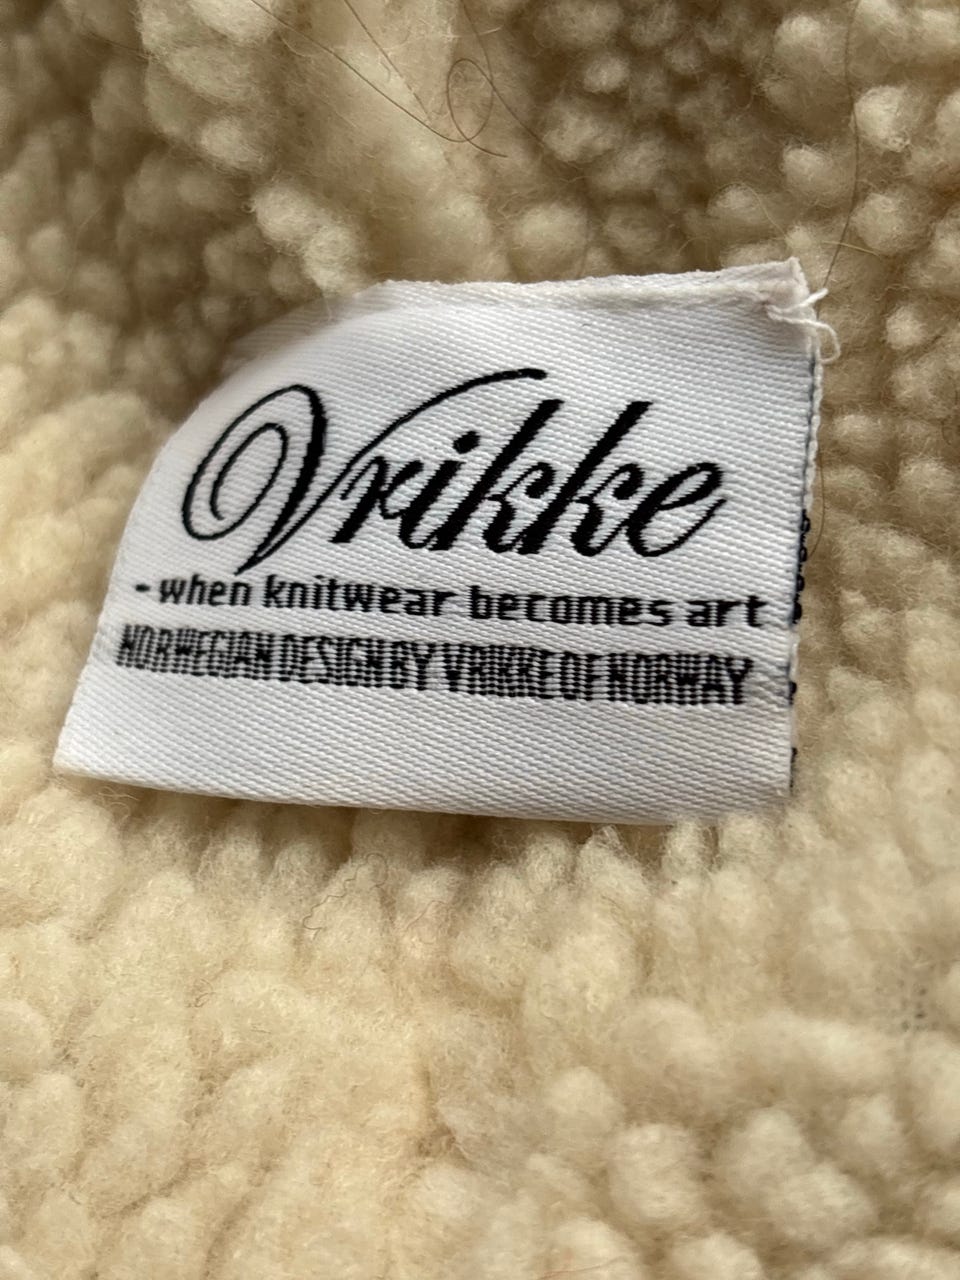 Vrikke
- when knitwear becomes art
NORWEGIAN DESIGN BY VRIKKE OF NORWAY